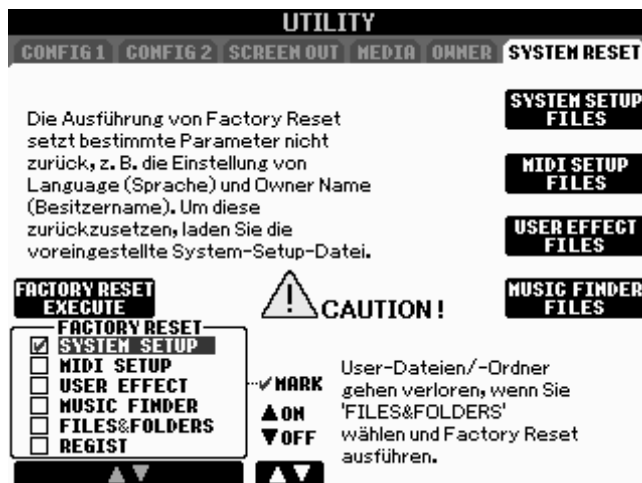 UTILITY
CONFIG 1 CONFIG 2 SCREEN OUT MEDIA OWNER SYSTEM RESET
Die Ausführung von Factory Reset
setzt bestimmte Parameter nicht
zurück, z. B. die Einstellung von
Language (Sprache) und Owner Name
(Besitzername). Um diese
zurückzusetzen, laden Sie die
voreingestellte System-Setup-Datei.
SYSTEM SETUP
FILES
MIDI SETUP
FILES
USER EFFECT
FILES
MUSIC FINDER
FILES
FACTORY RESET
EXECUTE
CAUTION!
FACTORY RESET
SYSTEM SETUP
MIDI SETUP
USER EFFECT
MUSIC FINDER
FILES&FOLDERS
REGIST
MARK
▲ON
▼OFF
User-Dateien/-Ordner
gehen verloren, wenn Sie
'FILES&FOLDERS'
wählen und Factory Reset
ausführen.